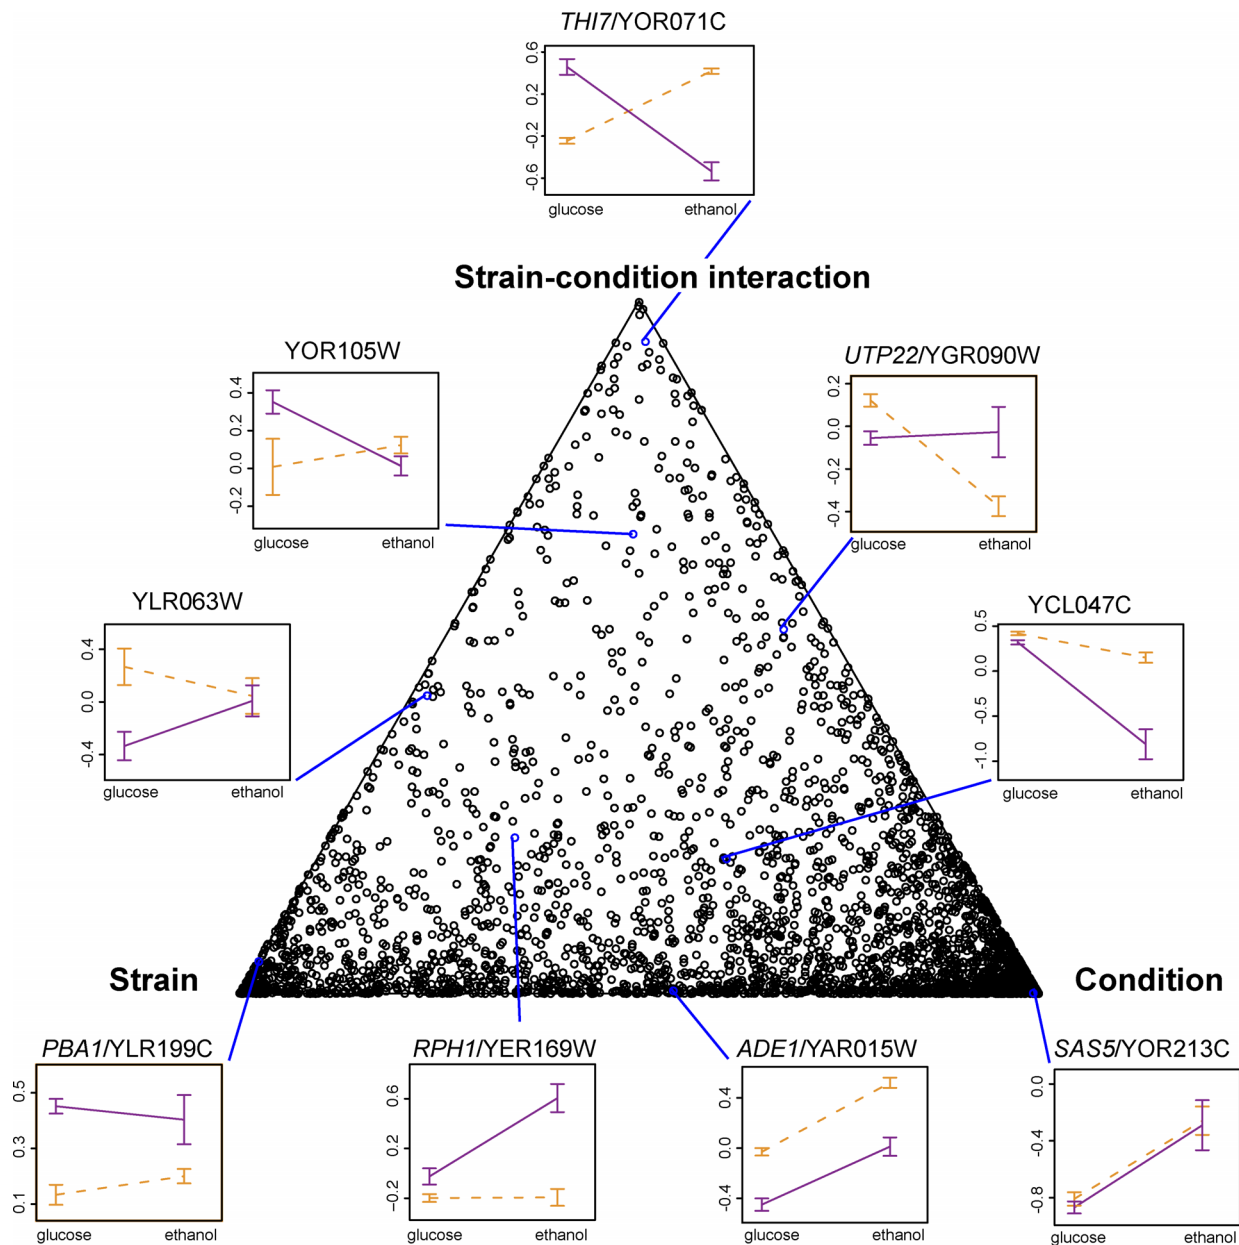 THI7/YOR071C
0.6
0.2
-0.2
-0.6
glucose ethanol
Strain-condition interaction
YOR105W
0.4
0.2
0.0
-0.2
glucose ethanol
UTP22/YGR090W
0.2
0.0
-0.2
-0.4
glucose ethanol
YLR063W
0.4
0.0
-0.4
glucose ethanol
YCL047C
0.5
0.0
-0.5
-1.0
glucose ethanol
Strain
Condition
PBA1/YLR199C
0.5
0.3
0.1
glucose ethanol
RPH1/YER169W
0.6
0.2
-0.2
glucose ethanol
ADE1/YAR015W
0.4
0.0
-0.4
glucose ethanol
SAS5/YOR213C
0.0
-0.4
-0.8
glucose ethanol